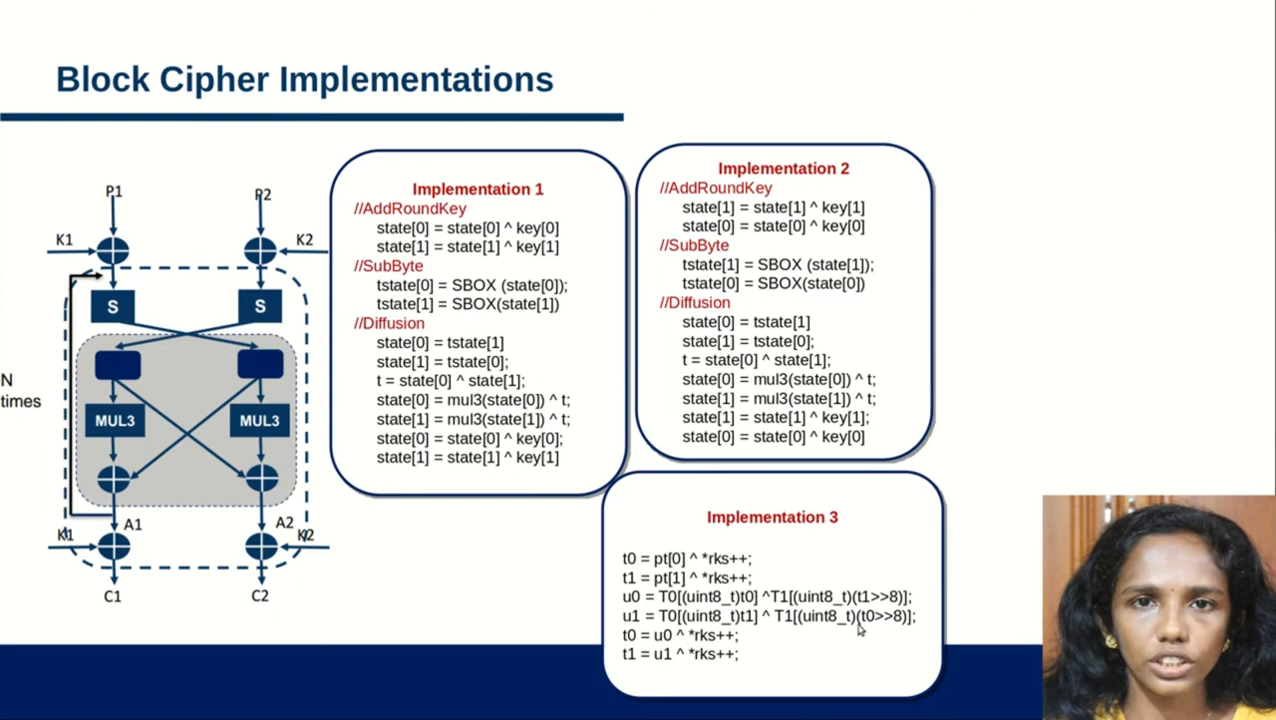 Block Cipher Implementations
P1
P2
K1
K2
S
S
N
times
MUL3
MUL3
A1
A2
K1
K2
C1
C2
Implementation 1
//AddRoundKey
state[0] = state[0] ^ key[0]
state[1] = state[1] ^ key[1]
//SubByte
tstate[0] = SBOX (state[0]);
tstate[1] = SBOX(state[1])
//Diffusion
state[0] = tstate[1]
state[1] = tstate[0];
t = state[0] ^ state[1];
state[0] = mul3(state[0]) ^ t;
state[1] = mul3(state[1]) ^ t;
state[0] = state[0] ^ key[0];
state[1] = state[1] ^ key[1]
Implementation 2
//AddRoundKey
state[1] = state[1] ^ key[1]
state[0] = state[0] ^ key[0]
//SubByte
tstate[1] = SBOX (state[1]);
tstate[0] = SBOX(state[0])
//Diffusion
state[0] = tstate[1]
state[1] = tstate[0];
t = state[0] ^ state[1];
state[0] = mul3(state[0]) ^ t;
state[1] = mul3(state[1]) ^ t;
state[1] = state[1] ^ key[1];
state[0] = state[0] ^ key[0]
Implementation 3
t0 = pt[0] ^ *rks++;
t1 = pt[1] ^ *rks++;
u0 = T0[(uint8_t)t0] ^T1[(uint8_t)(t1>>8)];
u1 = T0[(uint8_t)t1] ^ T1[(uint8_t)(t0>>8)];
t0 = u0 ^ *rks++;
t1 = u1 ^ *rks++;